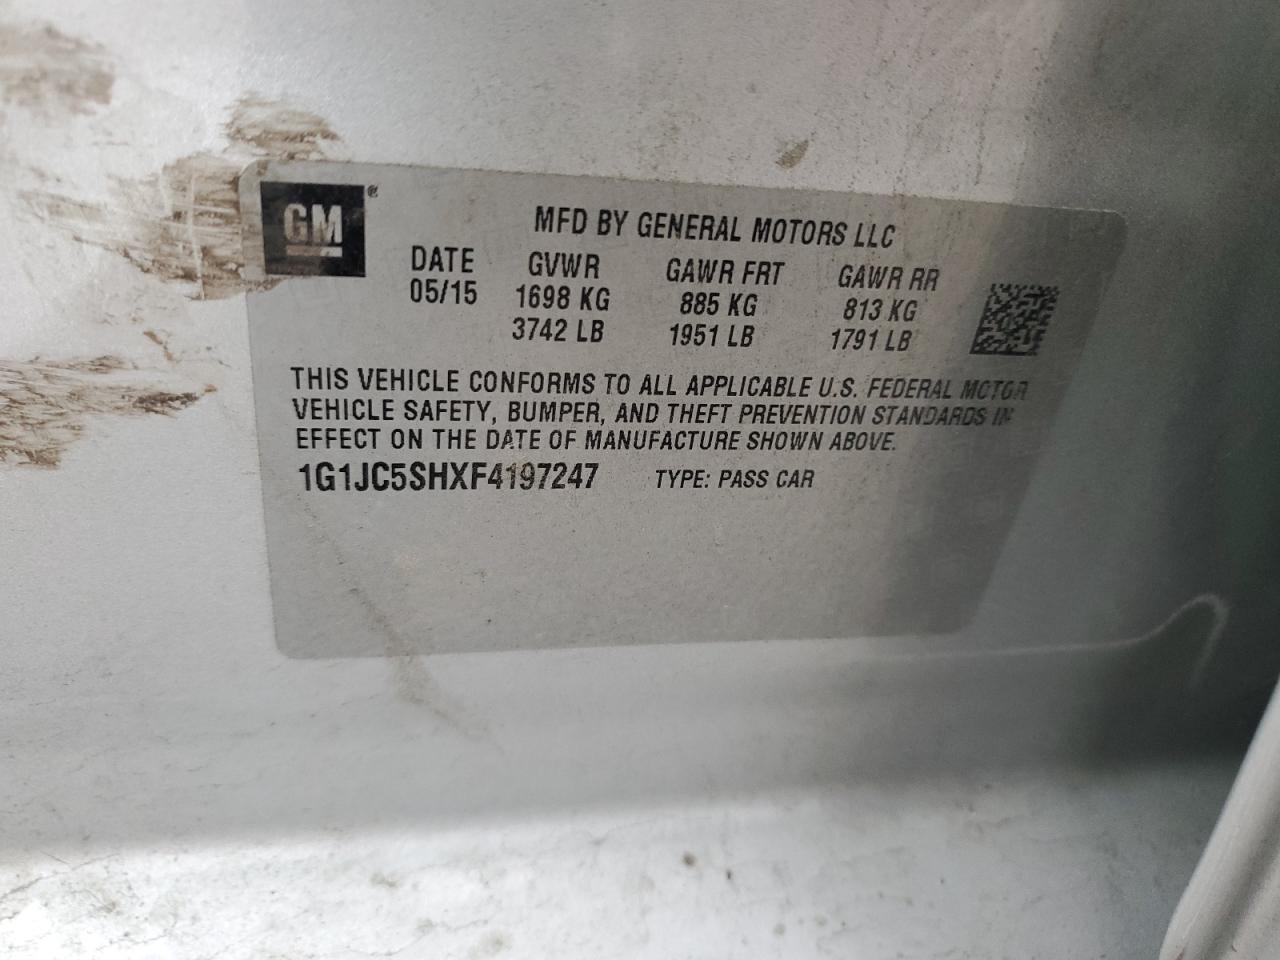 GM®
MFD BY GENERAL MOTORS LLC
DATE GVWR GAWR FRT GAWR RR
05/15 1698 KG 885 KG 813 KG
3742 LB 1951 LB 1791 LB
THIS VEHICLE CONFORMS TO ALL APPLICABLE U.S. FEDERAL MOTOR
VEHICLE SAFETY, BUMPER, AND THEFT PREVENTION STANDARDS IN
EFFECT ON THE DATE OF MANUFACTURE SHOWN ABOVE.
1G1JC5SHXF4197247 TYPE: PASS CAR